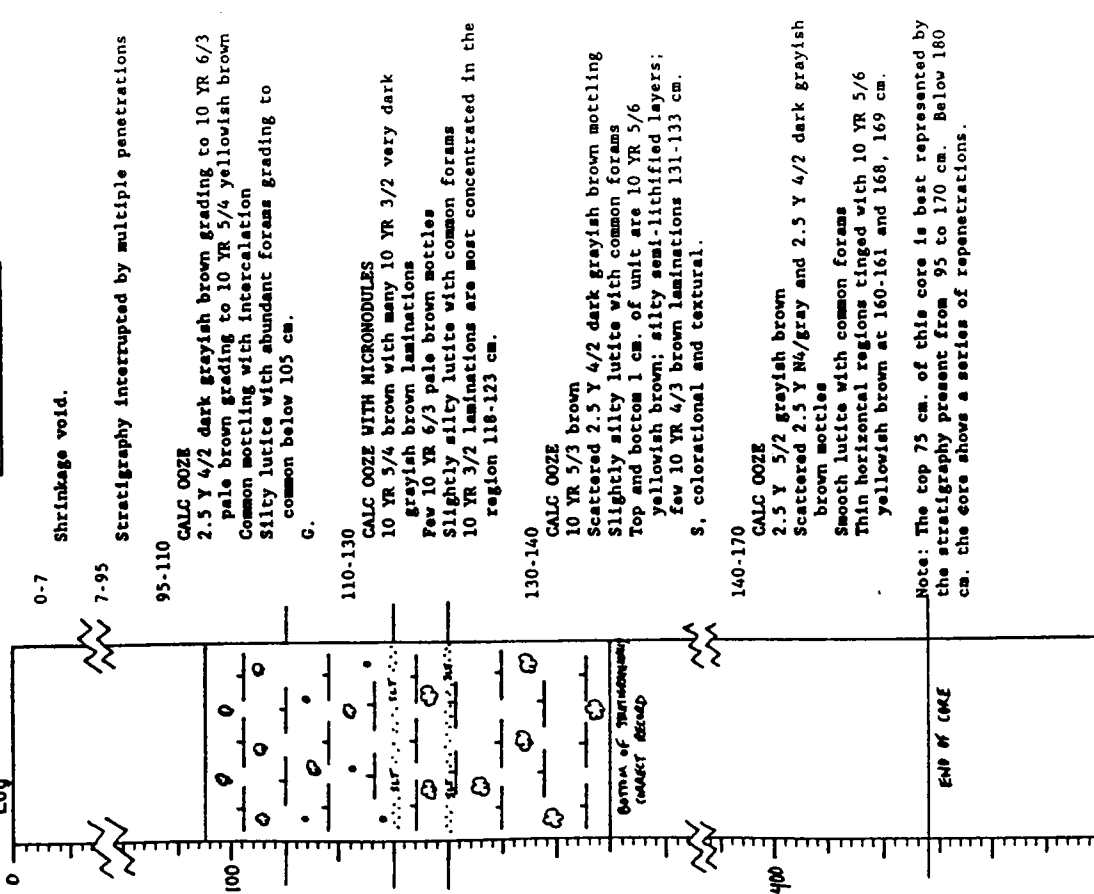 Log
0
100
400
SLT
SLT
SLT
SLT
BOTTOM OF STRATIGRAPHICALLY
CORRECT RECORD
END OF CORE
0-7
Shrinkage void.
7-95
Stratigraphy interrupted by multiple penetrations
95-110
CALC OOZE
2.5 Y 4/2 dark grayish brown grading to 10 YR 6/3
pale brown grading to 10 YR 5/4 yellowish brown
Common mottling with intercalation
Silty lutite with abundant forams grading to
common below 105 cm.
G.
110-130
CALC OOZE WITH MICRONODULES
10 YR 5/4 brown with many 10 YR 3/2 very dark
grayish brown laminations
Few 10 YR 6/3 pale brown mottles
Slightly silty lutite with common forams
10 YR 3/2 laminations are most concentrated in the
region 118-123 cm.
130-140
CALC OOZE
10 YR 5/3 brown
Scattered 2.5 Y 4/2 dark grayish brown mottling
Slightly silty lutite with common forams
Top and bottom 1 cm. of unit are 10 YR 5/6
yellowish brown; silty semi-lithified layers;
few 10 YR 4/3 brown laminations 131-133 cm.
S, colorational and textural.
140-170
CALC OOZE
2.5 Y 5/2 grayish brown
Scattered 2.5 Y N4/gray and 2.5 Y 4/2 dark grayish
brown mottles
Smooth lutite with common forams
Thin horizontal regions tinged with 10 YR 5/6
yellowish brown at 160-161 and 168, 169 cm.
Note: The top 75 cm. of this core is best represented by
the stratigraphy present from 95 to 170 cm. Below 180
cm. the core shows a series of repenetrations.